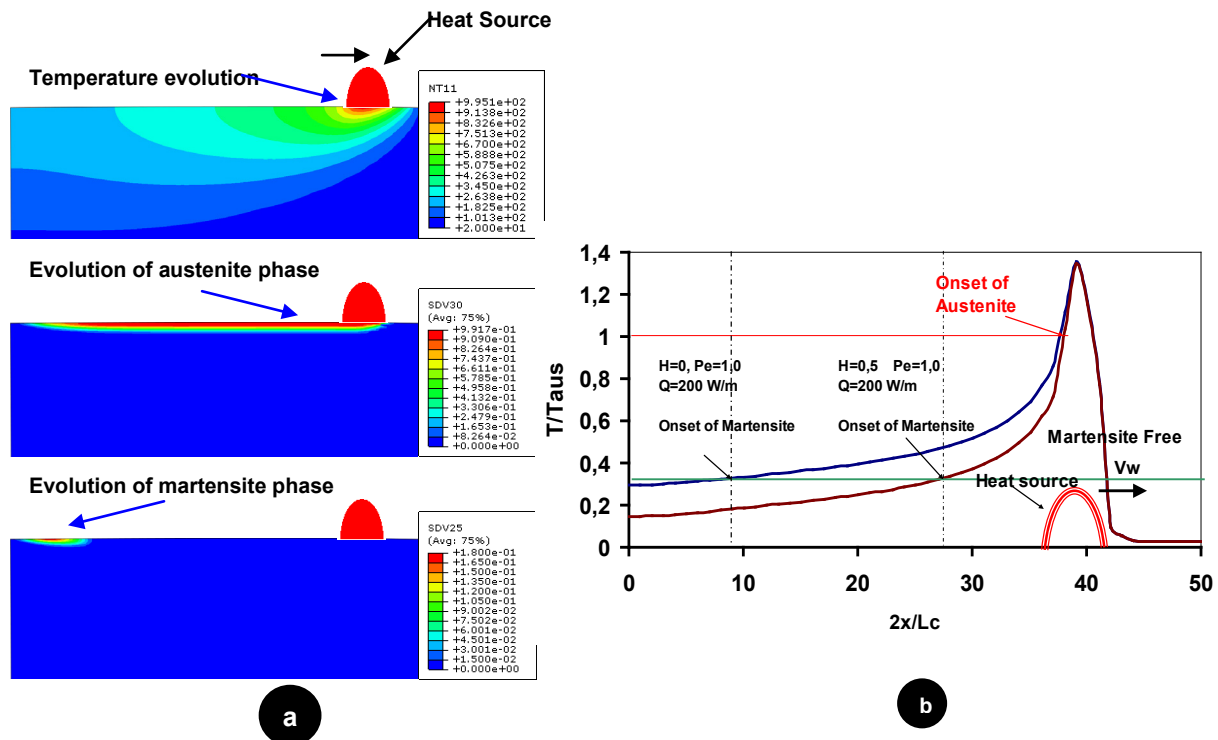 Heat Source
Temperature evolution
NT11
+9.951e+02
+9.138e+02
+8.326e+02
+7.513e+02
+6.700e+02
+5.888e+02
+5.075e+02
+4.263e+02
+3.450e+02
+2.638e+02
+1.825e+02
+1.013e+02
+2.000e+01
Evolution of austenite phase
SDV30
(Avg: 75%)
+9.917e-01
+9.090e-01
+8.264e-01
+7.437e-01
+6.611e-01
+5.785e-01
+4.958e-01
+4.132e-01
+3.306e-01
+2.479e-01
+1.653e-01
+8.264e-02
+0.000e+00
Evolution of martensite phase
SDV25
(Avg: 75%)
+1.800e-01
+1.650e-01
+1.500e-01
+1.350e-01
+1.200e-01
+1.050e-01
+9.002e-02
+7.502e-02
+6.001e-02
+4.501e-02
+3.001e-02
+1.500e-02
+0.000e+00
a
T/Taus
1,4
1,2
1
0,8
0,6
0,4
0,2
0
Onset of
Austenite
H=0, Pe=1,0
Q=200 W/m
Onset of Martensite
H=0,5 Pe=1,0
Q=200 W/m
Onset of Martensite
Martensite Free
Vw
Heat source
0 10 20 30 40 50
2x/Lc
b